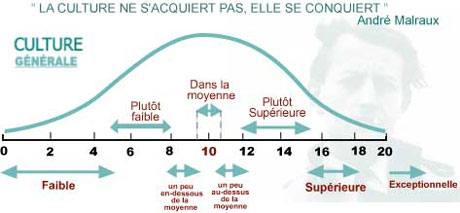 " LA CULTURE NE S'ACQUIERT PAS, ELLE SE CONQUIERT "
André Malraux
CULTURE
GÉNÉRALE
Dans la
moyenne
Plutôt
faible
Plutôt
Supérieure
0 2 4 6 8 10 12 14 16 18 20
Faible
un peu
en-dessous
de la
moyenne
un peu
au-dessus
de la
moyenne
Supérieure
Exceptionnelle